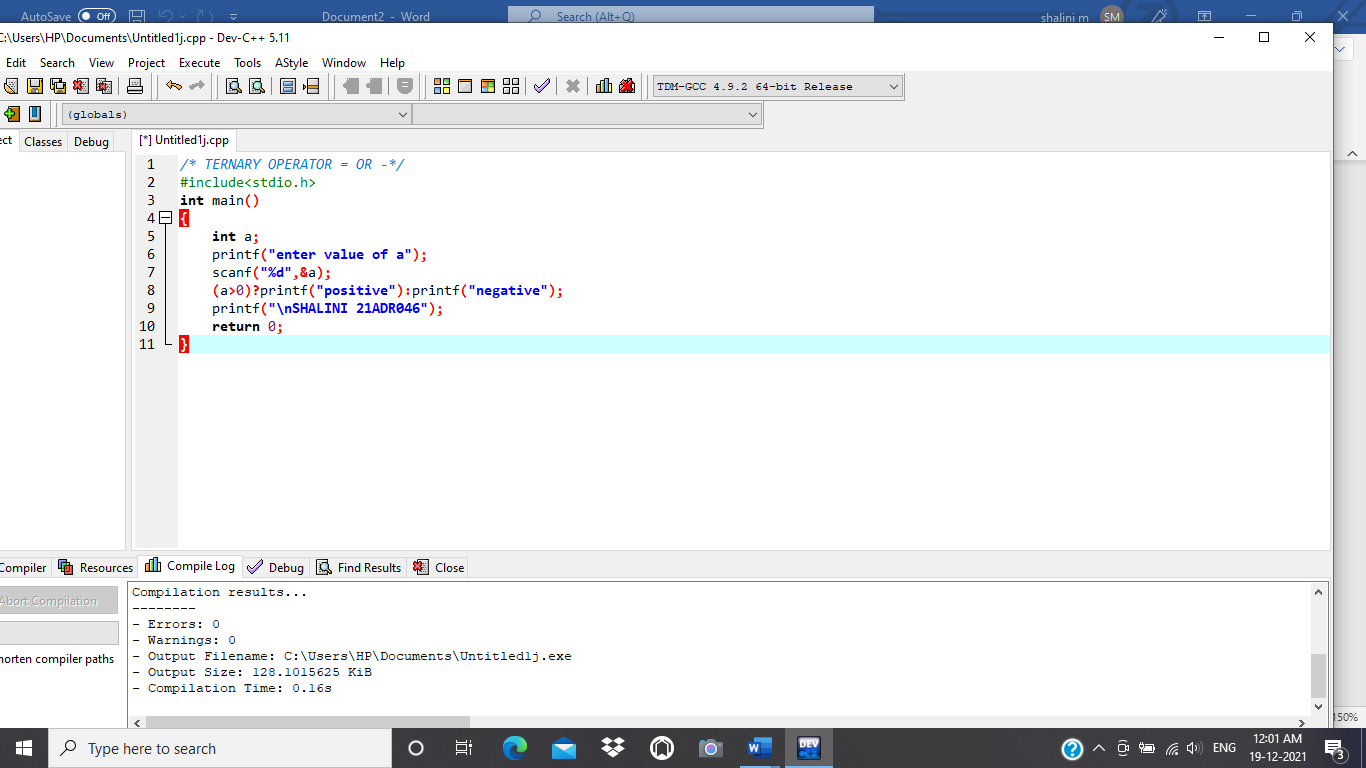 AutoSave Off Document2 - Word Search (Alt+Q) shalini m SM
C:\Users\HP\Documents\Untitled1j.cpp - Dev-C++ 5.11
Edit Search View Project Execute Tools AStyle Window Help
TDM-GCC 4.9.2 64-bit Release
(globals)
ect Classes Debug [*] Untitled1j.cpp
1 /* TERNARY OPERATOR = OR -*/
2 #include<stdio.h>
3 int main()
4 {
5 int a;
6 printf("enter value of a");
7 scanf("%d",&a);
8 (a>0)?printf("positive"):printf("negative");
9 printf("\nSHALINI 21ADR046");
10 return 0;
11 }
Compiler Resources Compile Log Debug Find Results Close
Abort Compilation
horten compiler paths
Compilation results...
--------
- Errors: 0
- Warnings: 0
- Output Filename: C:\Users\HP\Documents\Untitled1j.exe
- Output Size: 128.1015625 KiB
- Compilation Time: 0.16s
150%
Type here to search
DEV
ENG
12:01 AM
19-12-2021
3